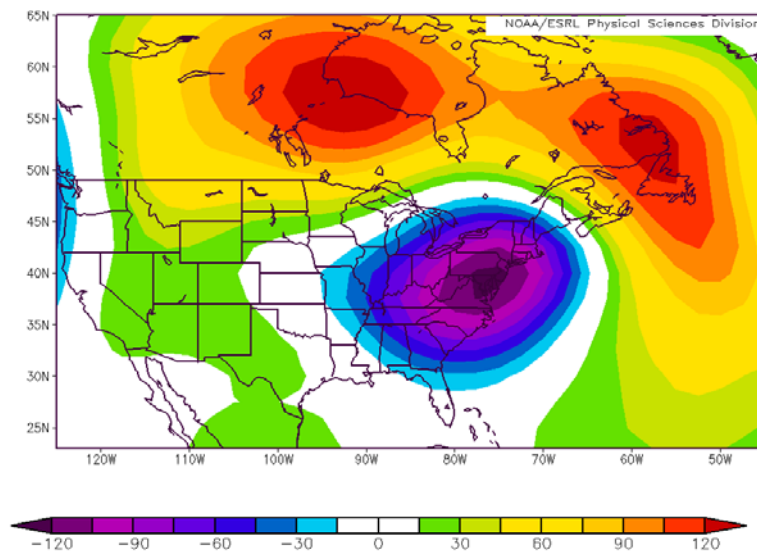 65N
NOAA/ESRL Physical Sciences Division
60N
55N
50N
45N
40N
35N
30N
25N
120W 110W 100W 90W 80W 70W 60W 50W
-120 -90 -60 -30 0 30 60 90 120